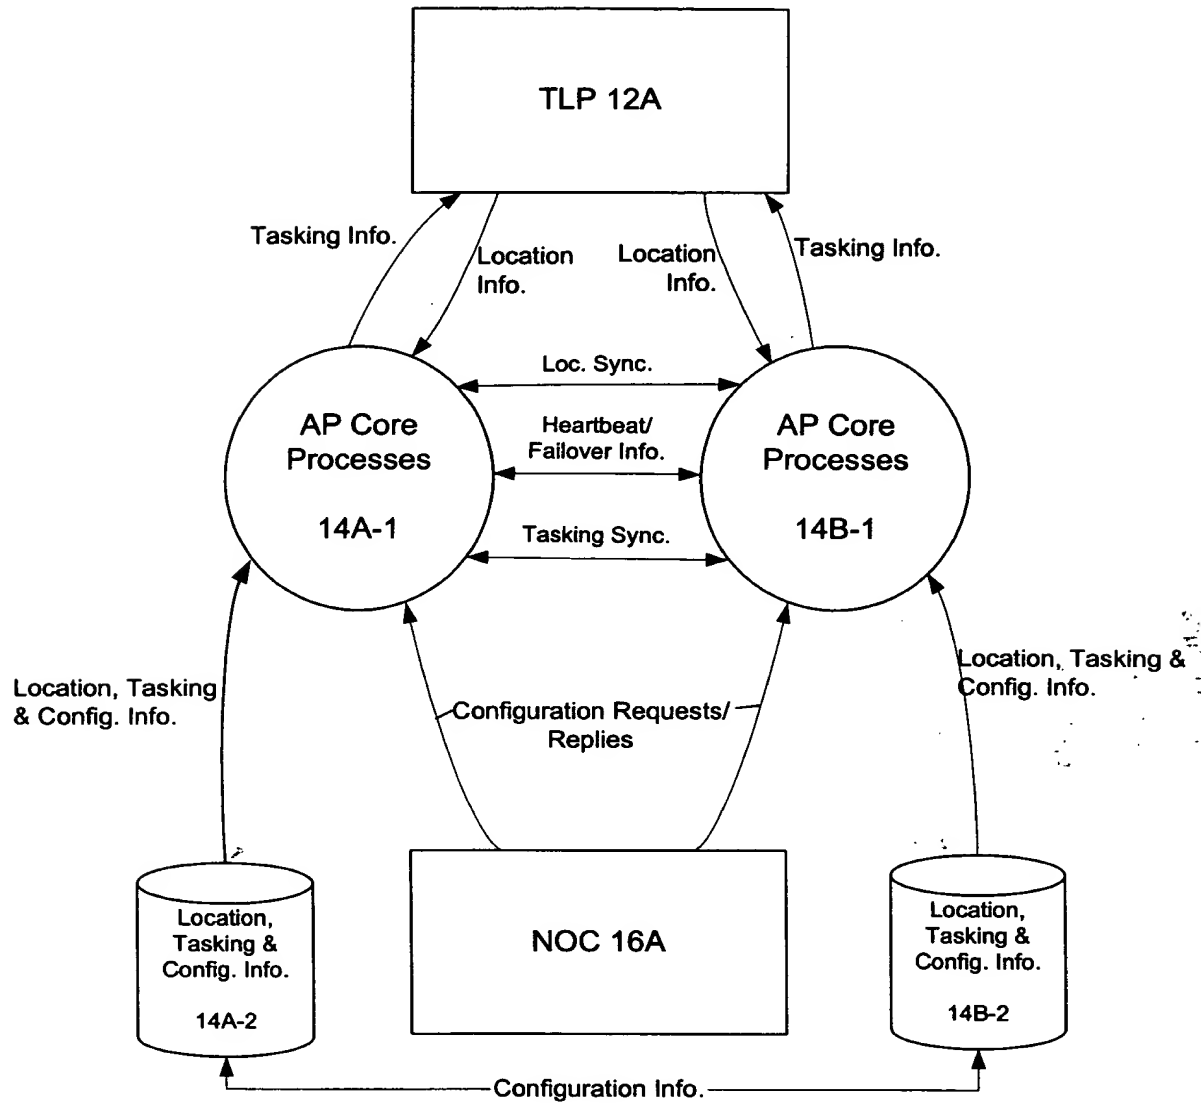 TLP 12A
Tasking Info.
Location
Info.
Location
Info.
Tasking Info.
Loc. Sync.
AP Core
Processes
14A-1
Heartbeat/
Failover Info.
AP Core
Processes
14B-1
Tasking Sync.
Location, Tasking
& Config. Info.
Configuration Requests/
Replies
Location, Tasking &
Config. Info.
Location,
Tasking &
Config. Info.
14A-2
NOC 16A
Location,
Tasking &
Config. Info.
14B-2
Configuration Info.